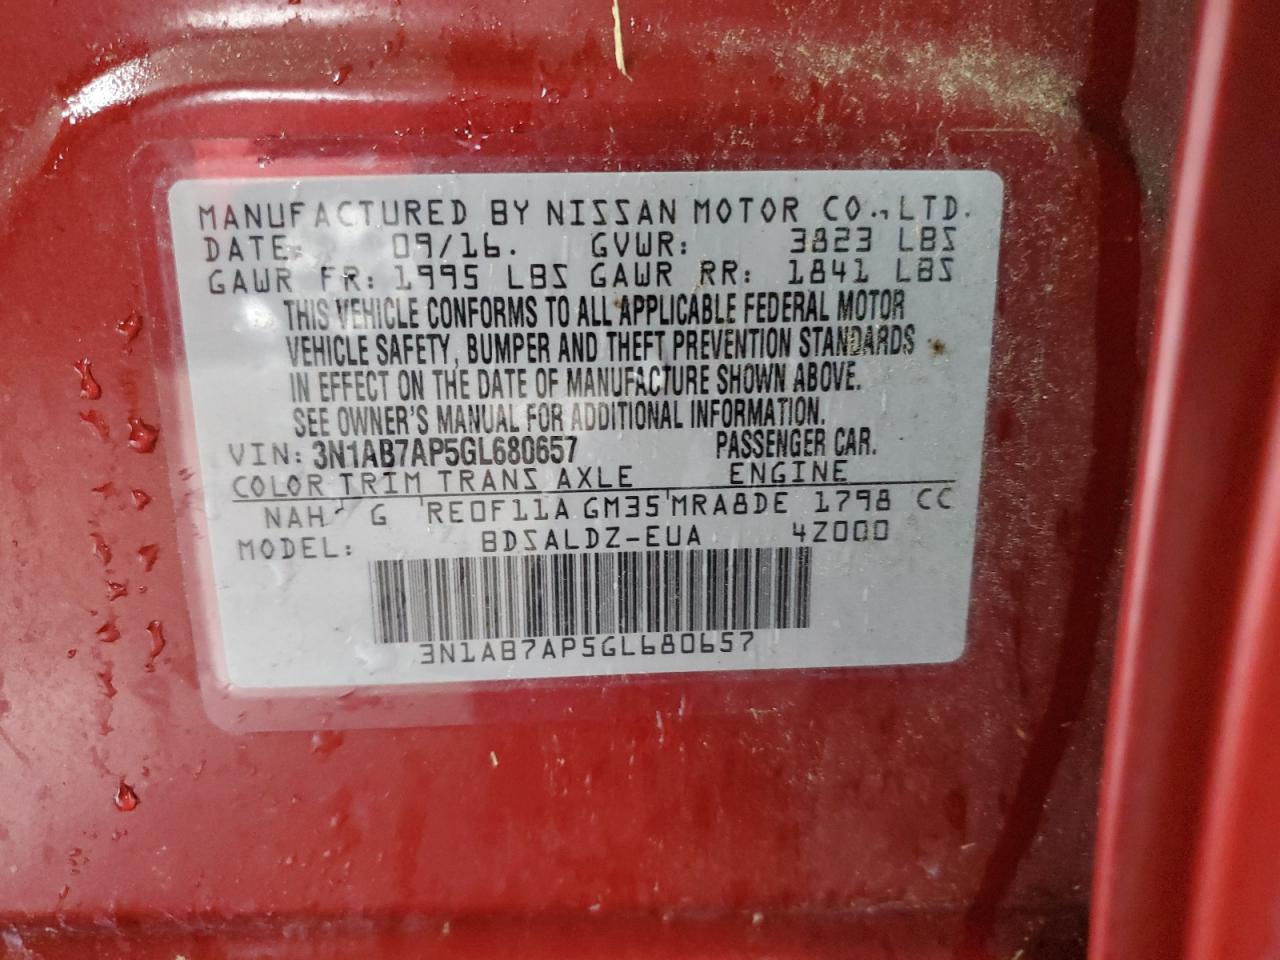 MANUFACTURED BY NISSAN MOTOR CO., LTD.
DATE: 09/16. GVWR: 3823 LBS
GAWR FR: 1995 LBS GAWR RR: 1841 LBS
THIS VEHICLE CONFORMS TO ALL APPLICABLE FEDERAL MOTOR
VEHICLE SAFETY, BUMPER AND THEFT PREVENTION STANDARDS
IN EFFECT ON THE DATE OF MANUFACTURE SHOWN ABOVE.
SEE OWNER'S MANUAL FOR ADDITIONAL INFORMATION.
VIN: 3N1AB7AP5GL680657 PASSENGER CAR.
COLOR TRIM TRANS AXLE ENGINE
NAH G RE0F11A GM35 MRA8DE 1798 CC
MODEL: BDSALDZ-EUA 4Z000
3N1AB7AP5GL680657